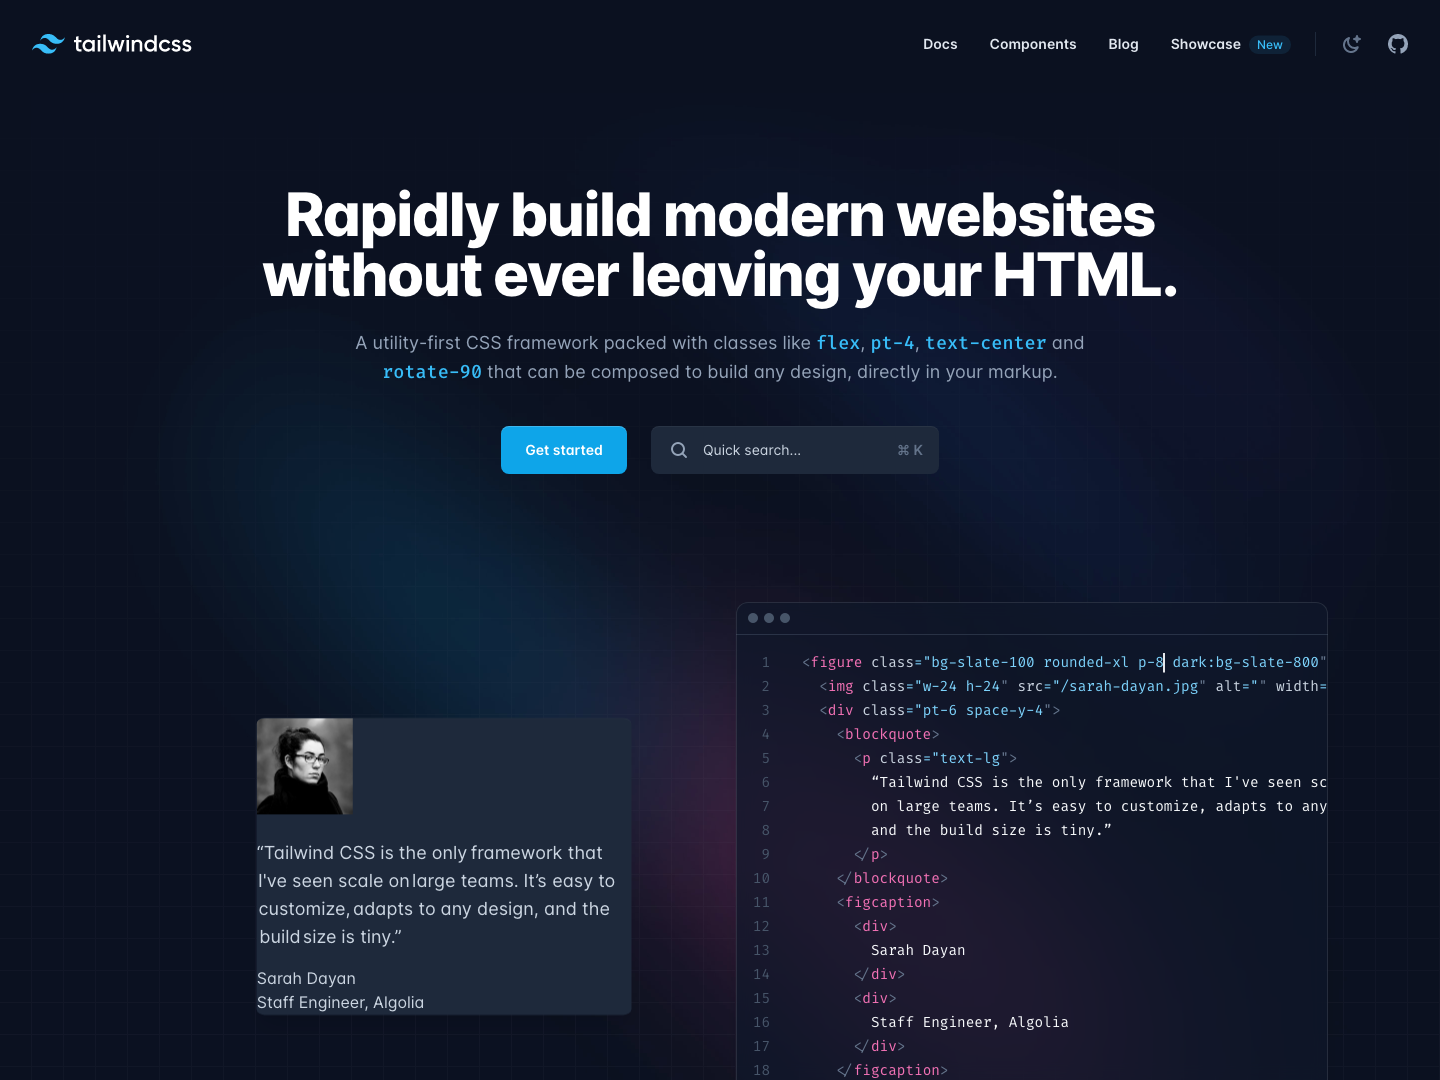 tailwindcss
Docs Components Blog Showcase New
Rapidly build modern websites
without ever leaving your HTML.
A utility-first CSS framework packed with classes like flex, pt-4, text-center and
rotate-90 that can be composed to build any design, directly in your markup.
Get started
Quick search... ⌘ K
“Tailwind CSS is the only framework that
I've seen scale on large teams. It’s easy to
customize, adapts to any design, and the
build size is tiny.”
Sarah Dayan
Staff Engineer, Algolia
1 <figure class="bg-slate-100 rounded-xl p-8 dark:bg-slate-800"
2 <img class="w-24 h-24" src="/sarah-dayan.jpg" alt="" width=
3 <div class="pt-6 space-y-4">
4 <blockquote>
5 <p class="text-lg">
6 “Tailwind CSS is the only framework that I've seen sc
7 on large teams. It’s easy to customize, adapts to any
8 and the build size is tiny.”
9 </p>
10 </blockquote>
11 <figcaption>
12 <div>
13 Sarah Dayan
14 </div>
15 <div>
16 Staff Engineer, Algolia
17 </div>
18 </figcaption>